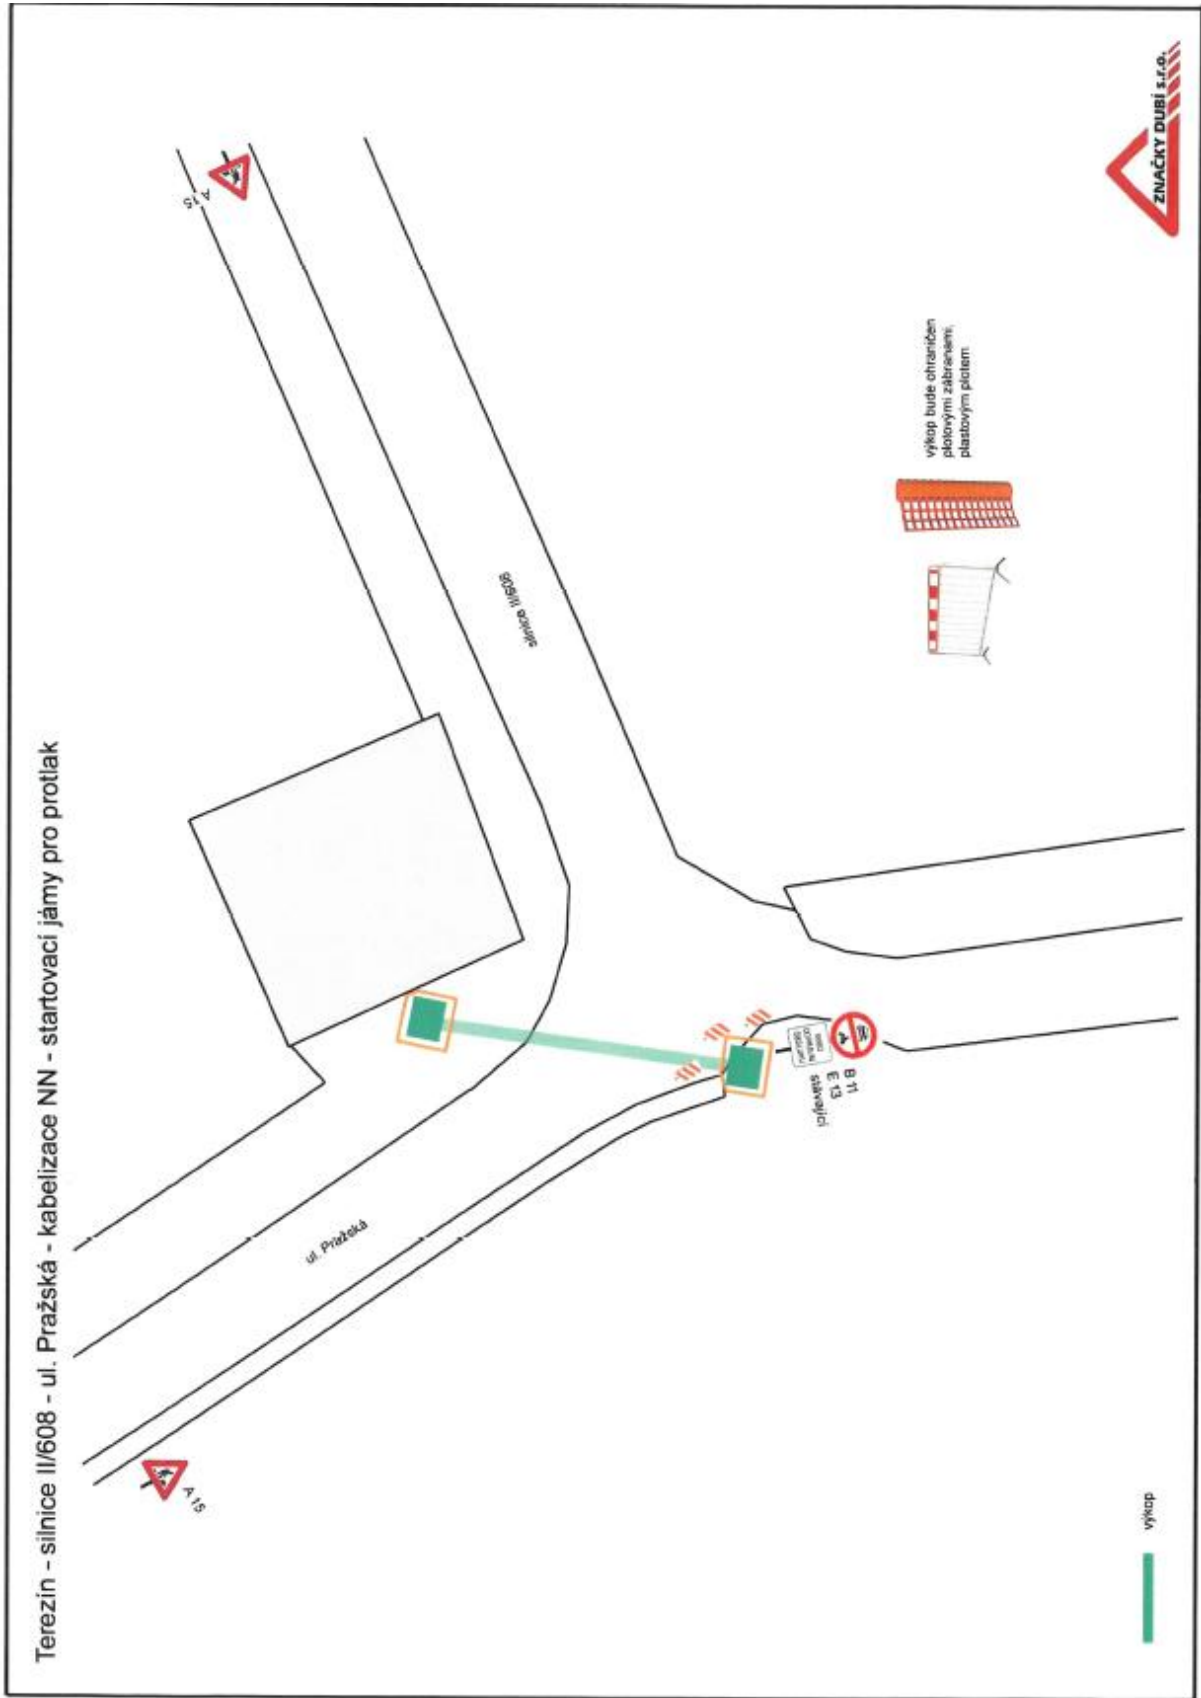 Terezín - silnice II/608 - ul. Pražská - kabelizace NN - startovací jámy pro protlak
A 15
ul. Pražská
A 15
silnice II/608
B 11
E 13
stávající
výkop bude ohraničen
plotovými zábranami,
plastovým plotem
výkop
ZNAČKY DUBÍ s.r.o.